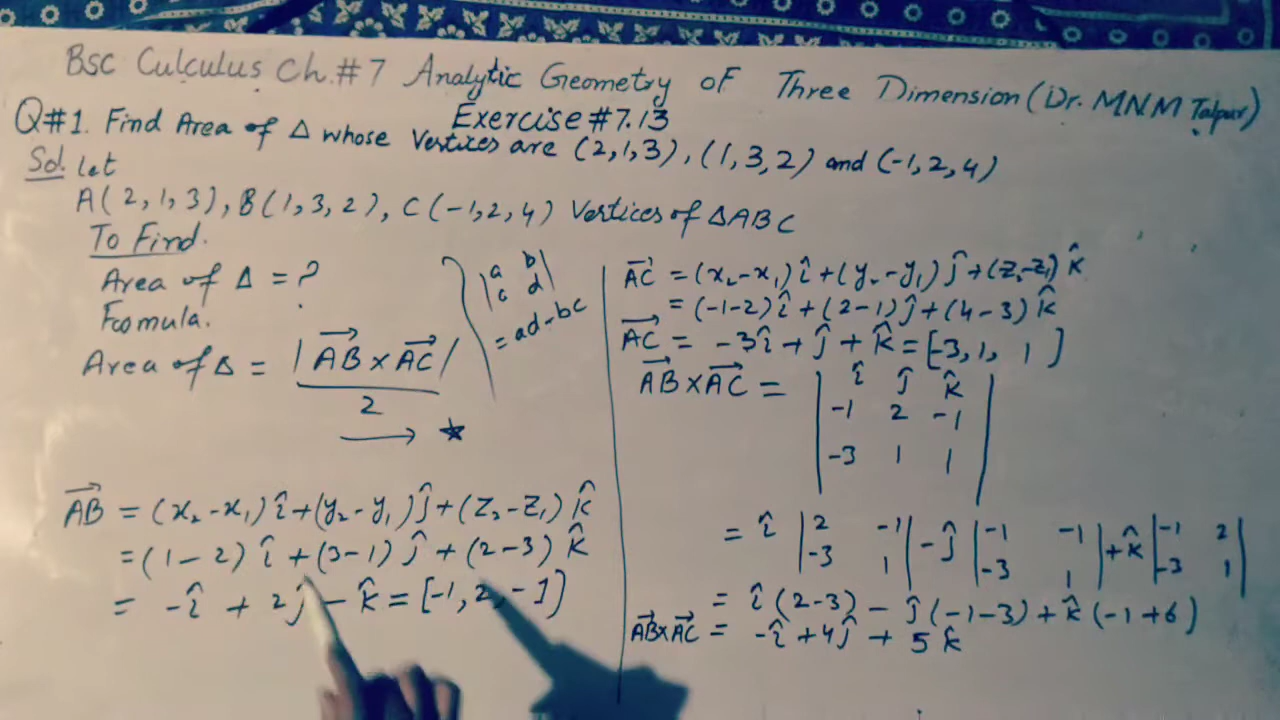 Bsc Calculus Ch.#7 Analytic Geometry of Three Dimension (Dr. MNM Talpur)
Exercise #7.13
Q#1. Find Area of Δ whose Vertices are (2,1,3), (1,3,2) and (-1,2,4)
Sol. Let
A(2,1,3), B(1,3,2), C(-1,2,4) Vertices of ΔABC
To Find.
Area of Δ = ?
Formula.
Area of Δ = |AB⃗ × AC⃗| / 2
→ ★
|a b|
|c d|
= ad-bc
AB⃗ = (x₂-x₁)î+(y₂-y₁)ĵ+(z₂-z₁)k̂
= (1-2)î+(3-1)ĵ+(2-3)k̂
= -î + 2ĵ - k̂ = [-1, 2, -1]
AC⃗ = (x₂-x₁)î+(y₂-y₁)ĵ+(z₂-z₁)k̂
= (-1-2)î+(2-1)ĵ+(4-3)k̂
AC⃗ = -3î+ĵ+k̂ = [-3, 1, 1]
AB⃗×AC⃗ = | î ĵ k̂ |
| -1 2 -1 |
| -3 1 1 |
= î |2 -1| - ĵ |-1 -1| + k̂ |-1 2|
|-3 1| |-3 1| |-3 1|
= î(2-3) - ĵ(-1-3) + k̂(-1+6)
AB⃗×AC⃗ = -î+4ĵ + 5k̂